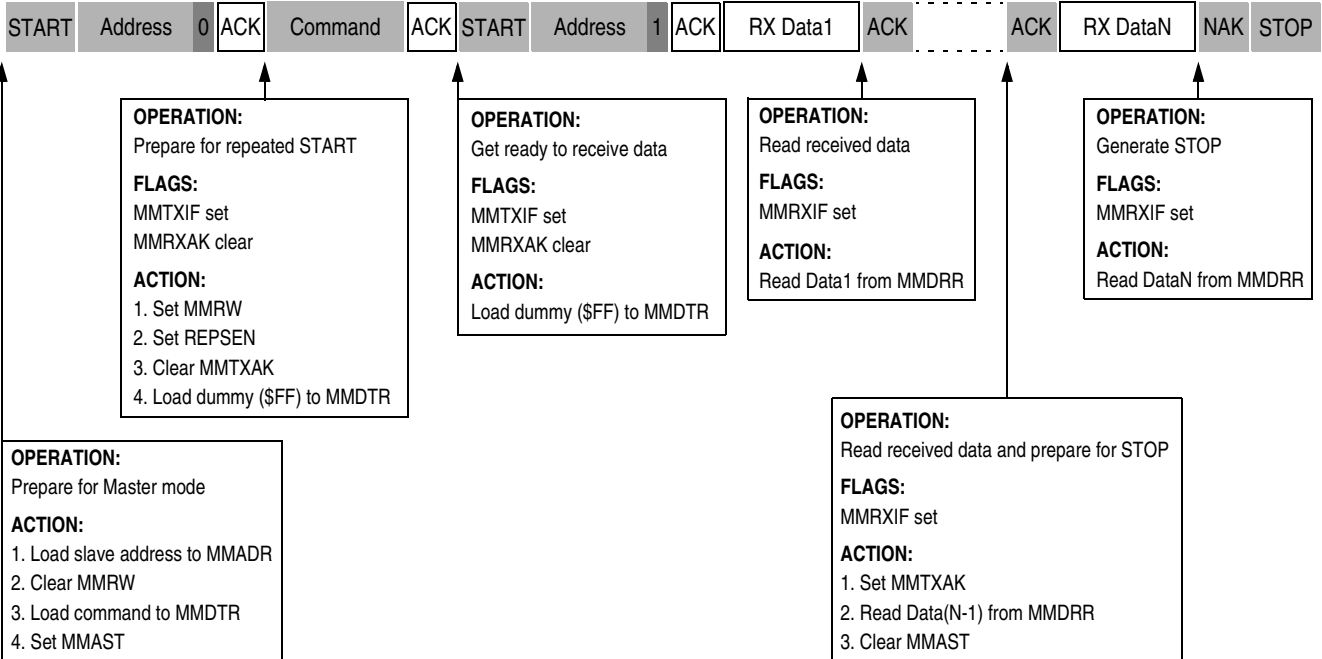 START Address 0 ACK Command ACK START Address 1 ACK RX Data1 ACK ACK RX DataN NAK STOP
OPERATION:
Prepare for repeated START
FLAGS:
MMTXIF set
MMRXAK clear
ACTION:
1. Set MMRW
2. Set REPSEN
3. Clear MMTXAK
4. Load dummy ($FF) to MMDTR
OPERATION:
Get ready to receive data
FLAGS:
MMTXIF set
MMRXAK clear
ACTION:
Load dummy ($FF) to MMDTR
OPERATION:
Read received data
FLAGS:
MMRXIF set
ACTION:
Read Data1 from MMDRR
OPERATION:
Generate STOP
FLAGS:
MMRXIF set
ACTION:
Read DataN from MMDRR
OPERATION:
Prepare for Master mode
ACTION:
1. Load slave address to MMADR
2. Clear MMRW
3. Load command to MMDTR
4. Set MMAST
OPERATION:
Read received data and prepare for STOP
FLAGS:
MMRXIF set
ACTION:
1. Set MMTXAK
2. Read Data(N-1) from MMDRR
3. Clear MMAST